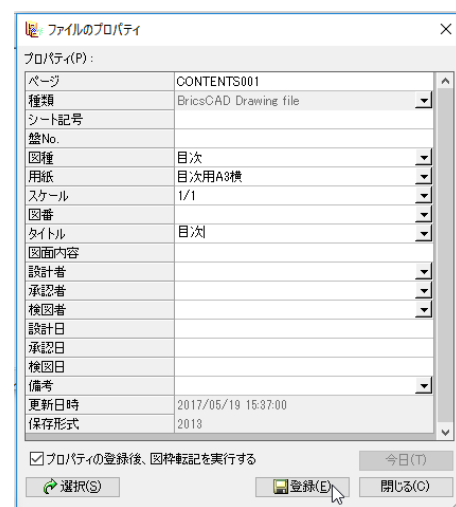 ファイルのプロパティ
プロパティ(P):
ページ CONTENTS001
種類 BricsCAD Drawing file
シート記号
盤No.
図種 目次
用紙 目次用A3横
スケール 1/1
図番
タイトル 目次
図面内容
設計者
承認者
検図者
設計日
承認日
検図日
備考
更新日時 2017/05/19 15:37:00
保存形式 2013
プロパティの登録後、図枠転記を実行する 今日(T)
選択(S) 登録(E) 閉じる(C)